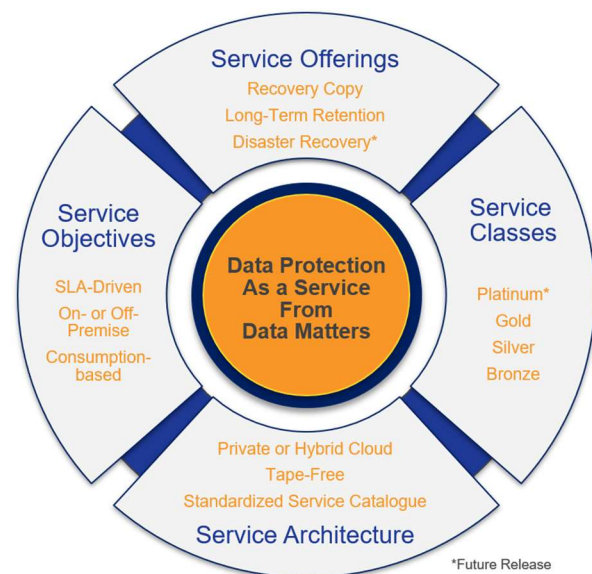 Service Offerings
Recovery Copy
Long-Term Retention
Disaster Recovery*
Service
Objectives
SLA-Driven
On- or Off-
Premise
Consumption-
based
Data Protection
As a Service
From
Data Matters
Service
Classes
Platinum*
Gold
Silver
Bronze
Private or Hybrid Cloud
Tape-Free
Standardized Service Catalogue
Service Architecture
*Future Release